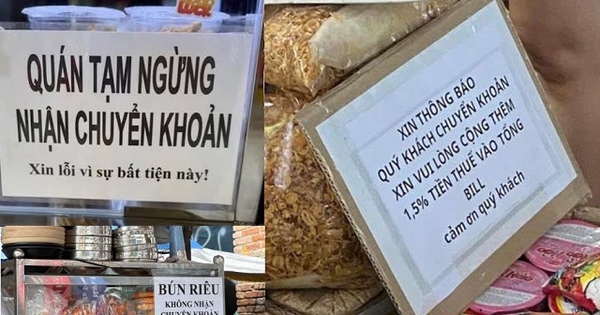 QUÁN TẠM NGỪNG
NHẬN CHUYỂN KHOẢN
Xin lỗi vì sự bất tiện này!
XIN THÔNG BÁO
QUÝ KHÁCH CHUYỂN KHOẢN
XIN VUI LÒNG CỘNG THÊM
1,5% TIỀN THUẾ VÀO TỔNG
BILL
cảm ơn quý khách
BÚN RIÊU
KHÔNG NHẬN
CHUYỂN KHOẢN